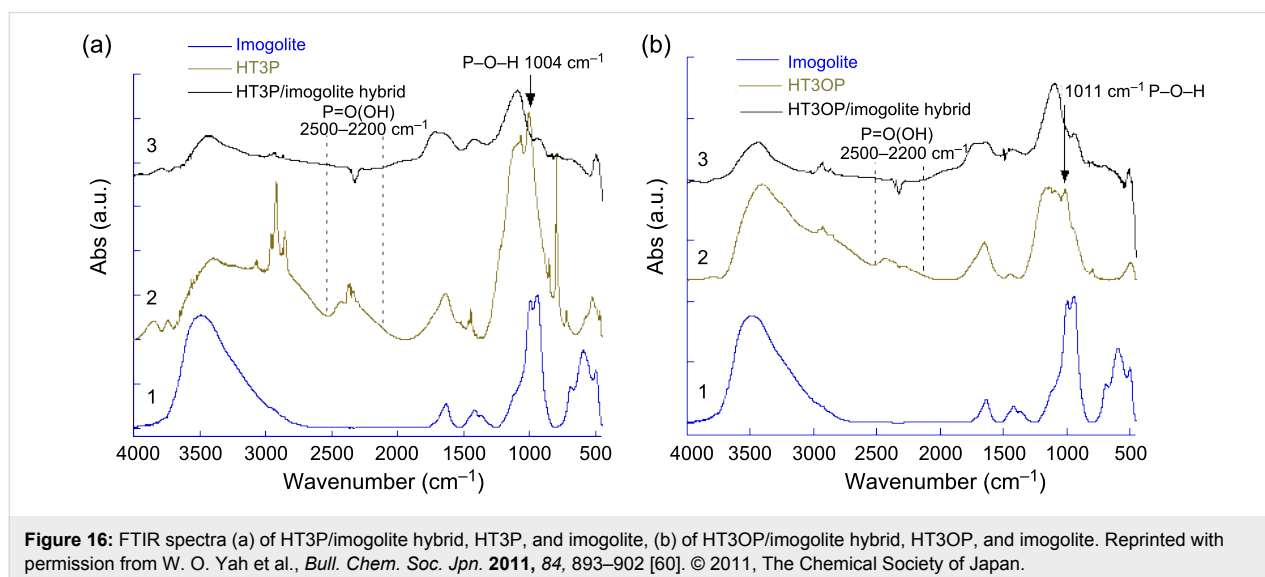 (a)
Imogolite
HT3P
HT3P/imogolite hybrid
P–O–H 1004 cm⁻¹
P=O(OH)
2500–2200 cm⁻¹
3
2
1
Abs (a.u.)
4000 3500 3000 2500 2000 1500 1000 500
Wavenumber (cm⁻¹)
(b)
Imogolite
HT3OP
HT3OP/imogolite hybrid
1011 cm⁻¹ P–O–H
P=O(OH)
2500–2200 cm⁻¹
3
2
1
Abs (a.u.)
4000 3500 3000 2500 2000 1500 1000 500
Wavenumber (cm⁻¹)
Figure 16: FTIR spectra (a) of HT3P/imogolite hybrid, HT3P, and imogolite, (b) of HT3OP/imogolite hybrid, HT3OP, and imogolite. Reprinted with
permission from W. O. Yah et al., Bull. Chem. Soc. Jpn. 2011, 84, 893–902 [60]. © 2011, The Chemical Society of Japan.